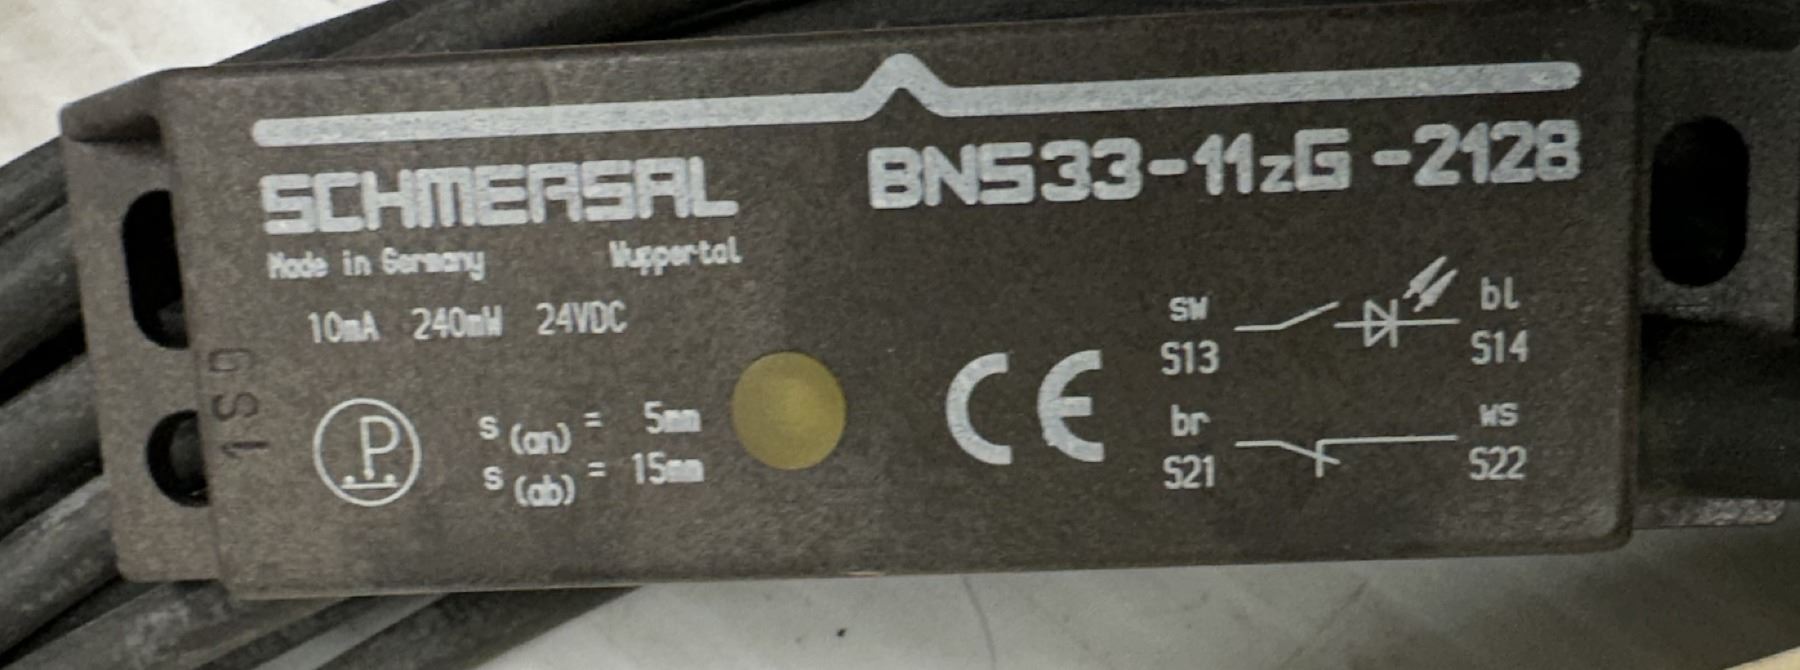 SCHMERSAL
BNS33-11zG-2128
Made in Germany Wuppertal
10mA 240mW 24VDC
s(an) = 5mm
s(ab) = 15mm
P
CE
sw bl
S13 S14
br ws
S21 S22